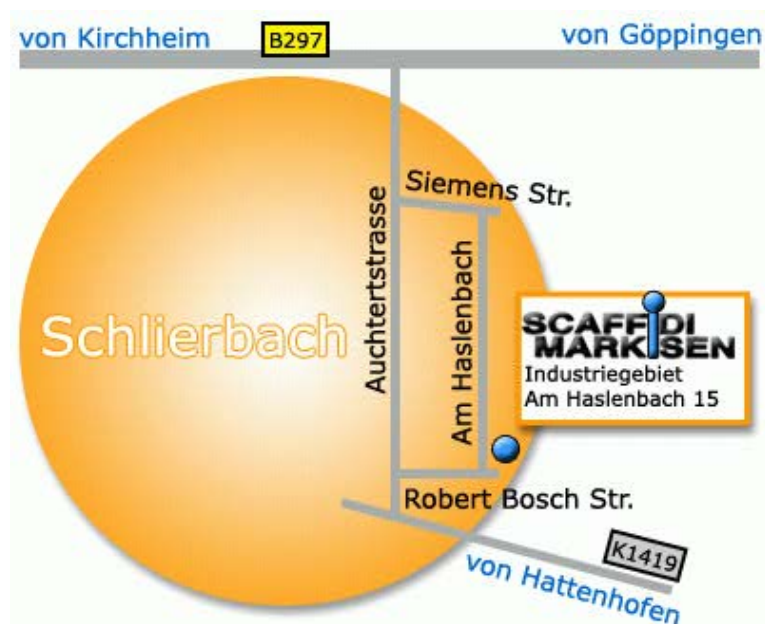 von Kirchheim
B297
von Göppingen
Siemens Str.
Auchtertstrasse
Am Haslenbach
Schlierbach
SCAFFiDI
MARKiSEN
Industriegebiet
Am Haslenbach 15
Robert Bosch Str.
K1419
von Hattenhofen